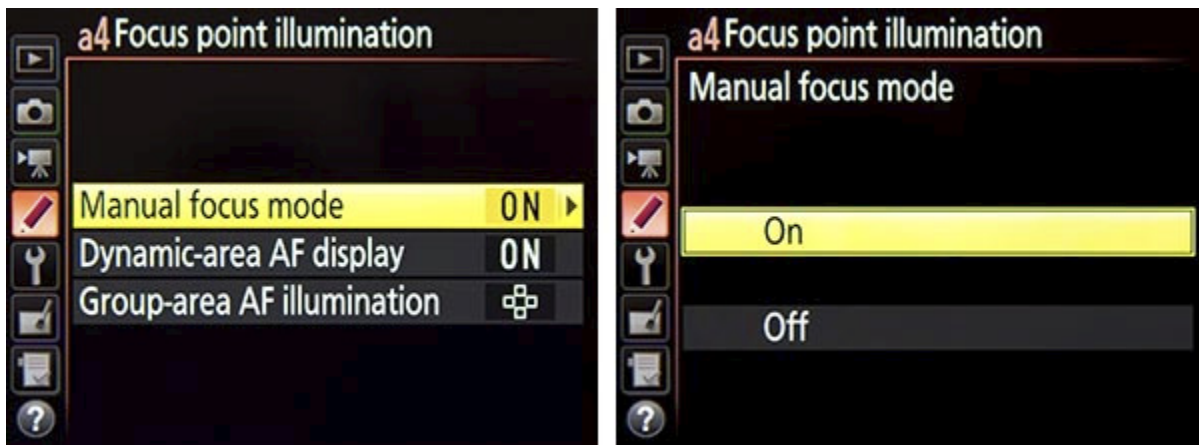 a4 Focus point illumination
Manual focus mode ON
Dynamic-area AF display ON
Group-area AF illumination
?
a4 Focus point illumination
Manual focus mode
On
Off
?